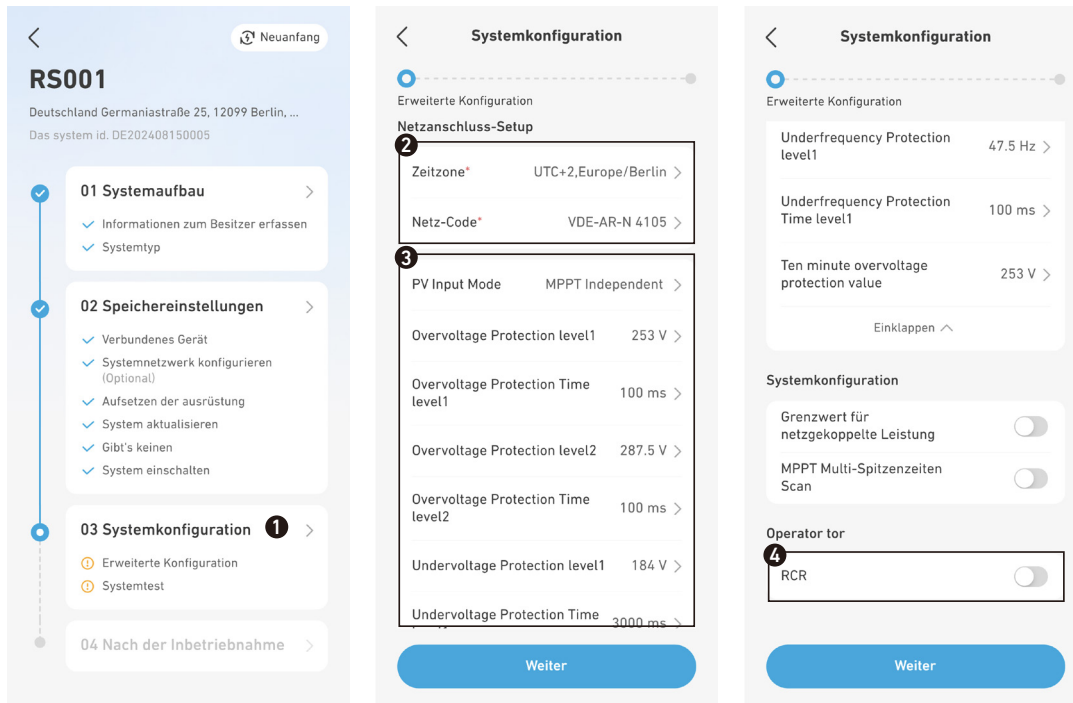 Neuanfang
RS001
Deutschland Germaniastraße 25, 12099 Berlin, ...
Das system id. DE202408150005
01 Systemaufbau
Informationen zum Besitzer erfassen
Systemtyp
02 Speichereinstellungen
Verbundenes Gerät
Systemnetzwerk konfigurieren
(Optional)
Aufsetzen der ausrüstung
System aktualisieren
Gibt's keinen
System einschalten
03 Systemkonfiguration 1
Erweiterte Konfiguration
Systemtest
04 Nach der Inbetriebnahme
Systemkonfiguration
Erweiterte Konfiguration
Netzanschluss-Setup
2
Zeitzone* UTC+2,Europe/Berlin
Netz-Code* VDE-AR-N 4105
3
PV Input Mode MPPT Independent
Overvoltage Protection level1 253 V
Overvoltage Protection Time
level1 100 ms
Overvoltage Protection level2 287.5 V
Overvoltage Protection Time
level2 100 ms
Undervoltage Protection level1 184 V
Undervoltage Protection Time
3000 ms
Weiter
Systemkonfiguration
Erweiterte Konfiguration
Underfrequency Protection
level1 47.5 Hz
Underfrequency Protection
Time level1 100 ms
Ten minute overvoltage
protection value 253 V
Einklappen
Systemkonfiguration
Grenzwert für
netzgekoppelte Leistung
MPPT Multi-Spitzenzeiten
Scan
Operator tor
4
RCR
Weiter